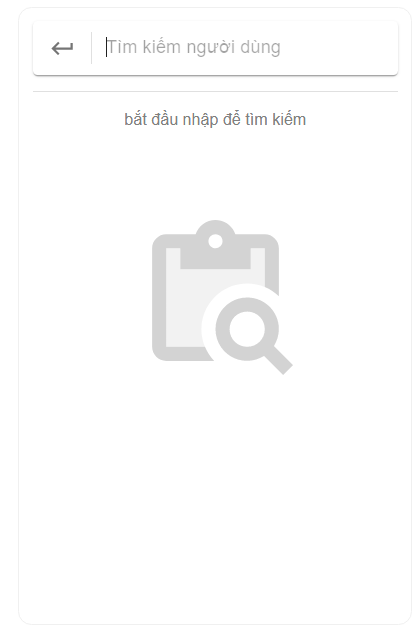 Tìm kiếm người dùng
bắt đầu nhập để tìm kiếm